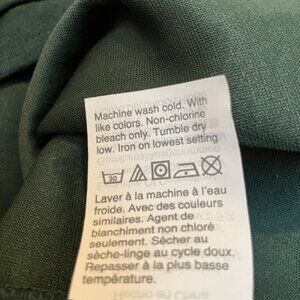 Machine wash cold. With
like colors. Non-chlorine
bleach only. Tumble dry
low. Iron on lowest setting.
30
Laver à la machine à l'eau
froide. Avec des couleurs
similaires. Agent de
blanchiment non chloré
seulement. Sécher au
sèche-linge au cycle doux.
Repasser à la plus basse
température.